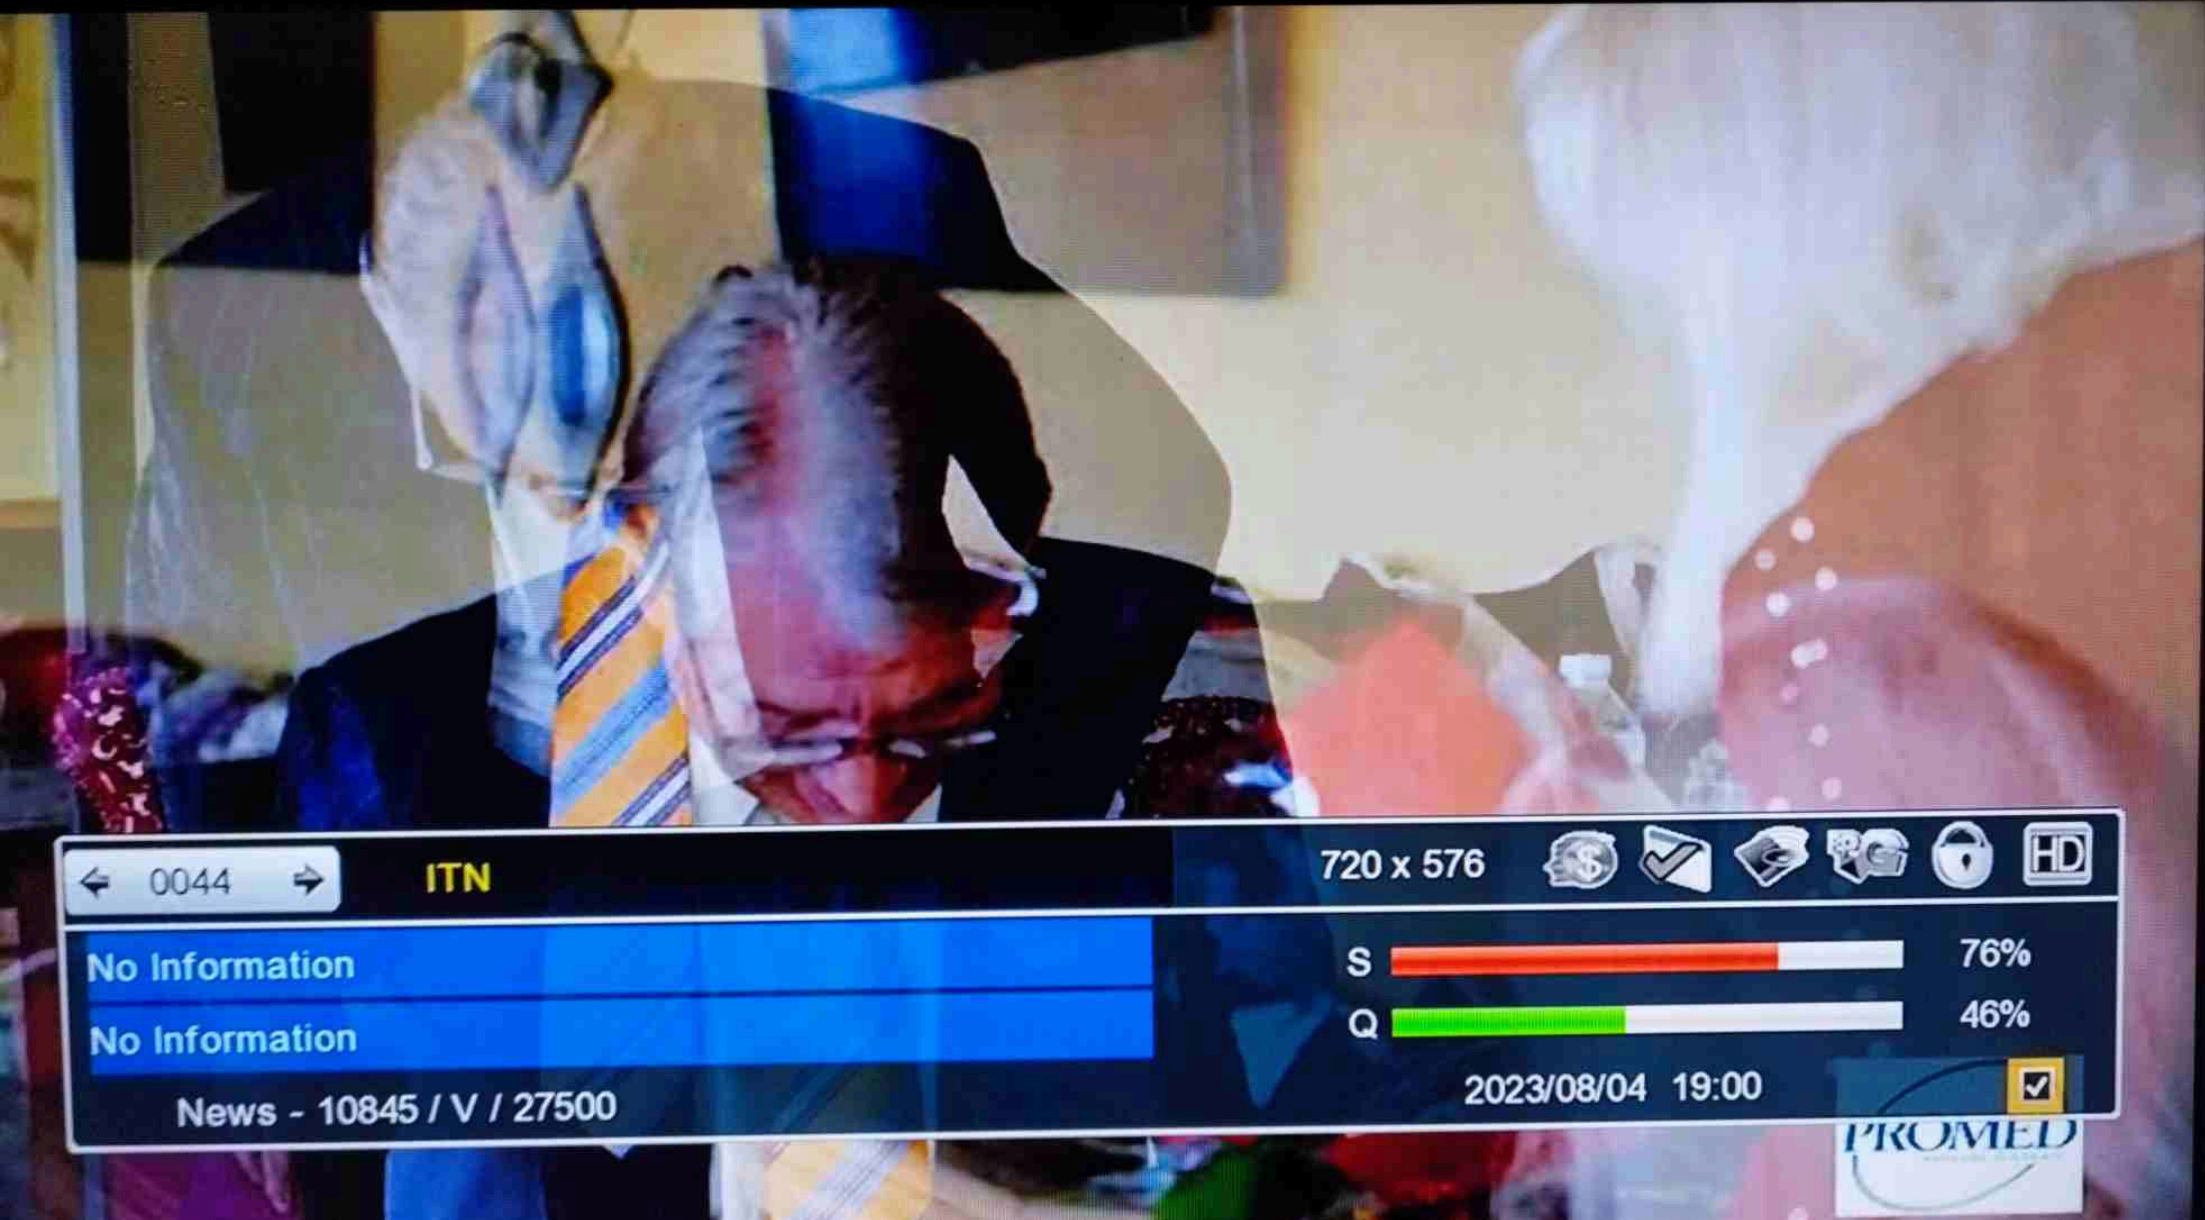 0044 ITN 720 x 576 HD
No Information
No Information
S 76%
Q 46%
News - 10845 / V / 27500
2023/08/04 19:00
PROMED